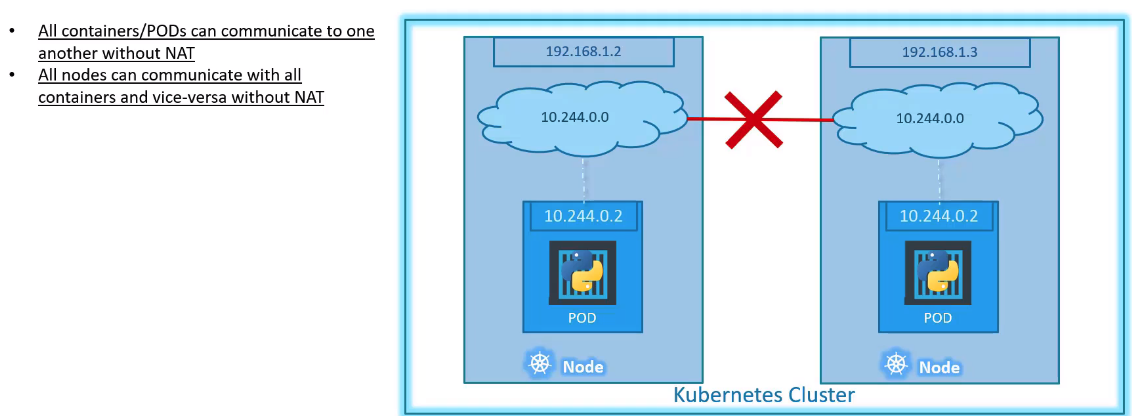 • All containers/PODs can communicate to one
another without NAT
• All nodes can communicate with all
containers and vice-versa without NAT
192.168.1.2
192.168.1.3
10.244.0.0
10.244.0.0
10.244.0.2
10.244.0.2
POD
POD
Node
Node
Kubernetes Cluster